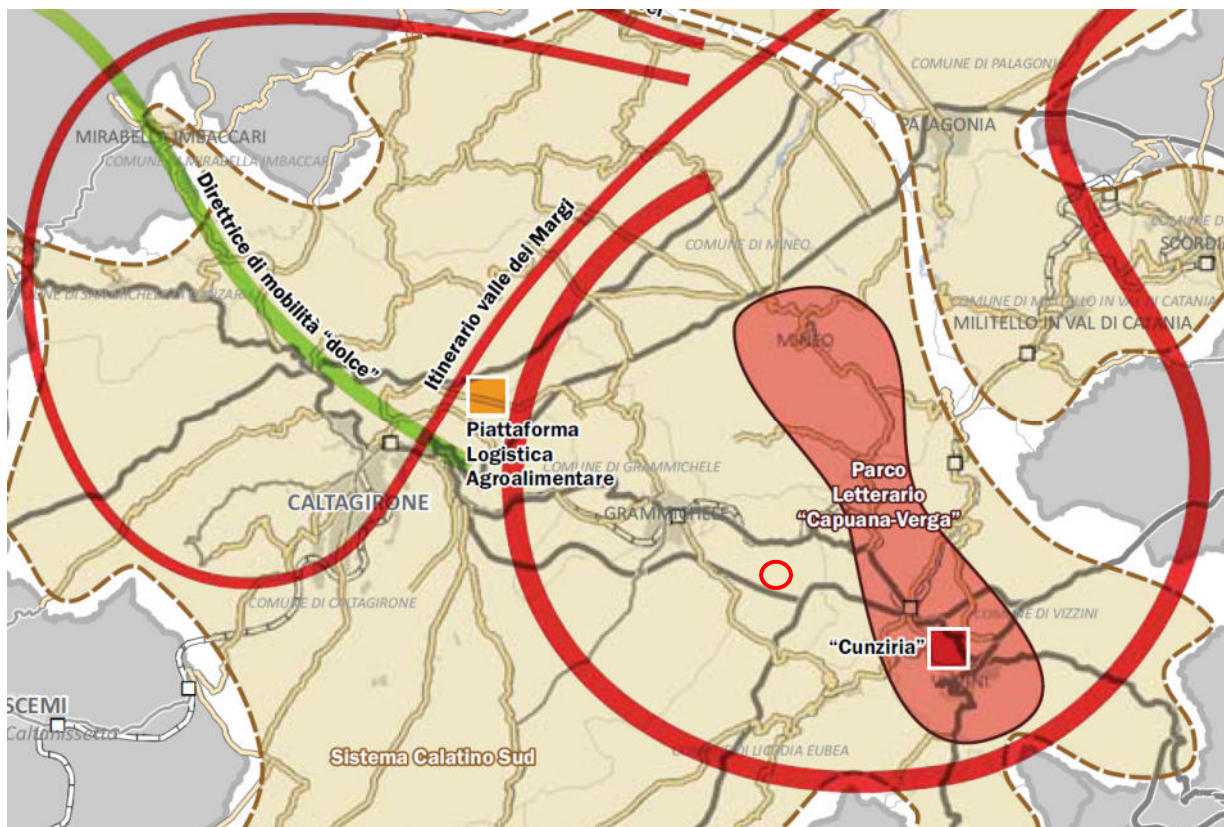 COMUNE DI PALAGONIA
PALAGONIA
MIRABELLA IMBACCARI
COMUNE DI MIRABELLA IMBACCARI
Direttrice di mobilità “dolce”
Itinerario valle dei Margi
COMUNE DI MINEO
SCORDI
COMUNE DI MILITELLO IN VAL DI CATANIA
MILITELLO IN VAL DI CATANIA
MINEO
Piattaforma
Logistica
Agroalimentare
COMUNE DI GRAMMICHELE
Parco
Letterario
“Capuana-Verga”
CALTAGIRONE
GRAMMICHELE
COMUNE DI CALTAGIRONE
COMUNE DI VIZZINI
“Cunziria”
VIZZINI
SCEMI
Caltanissetta
Sistema Calatino Sud
DI LICODIA EUBEA